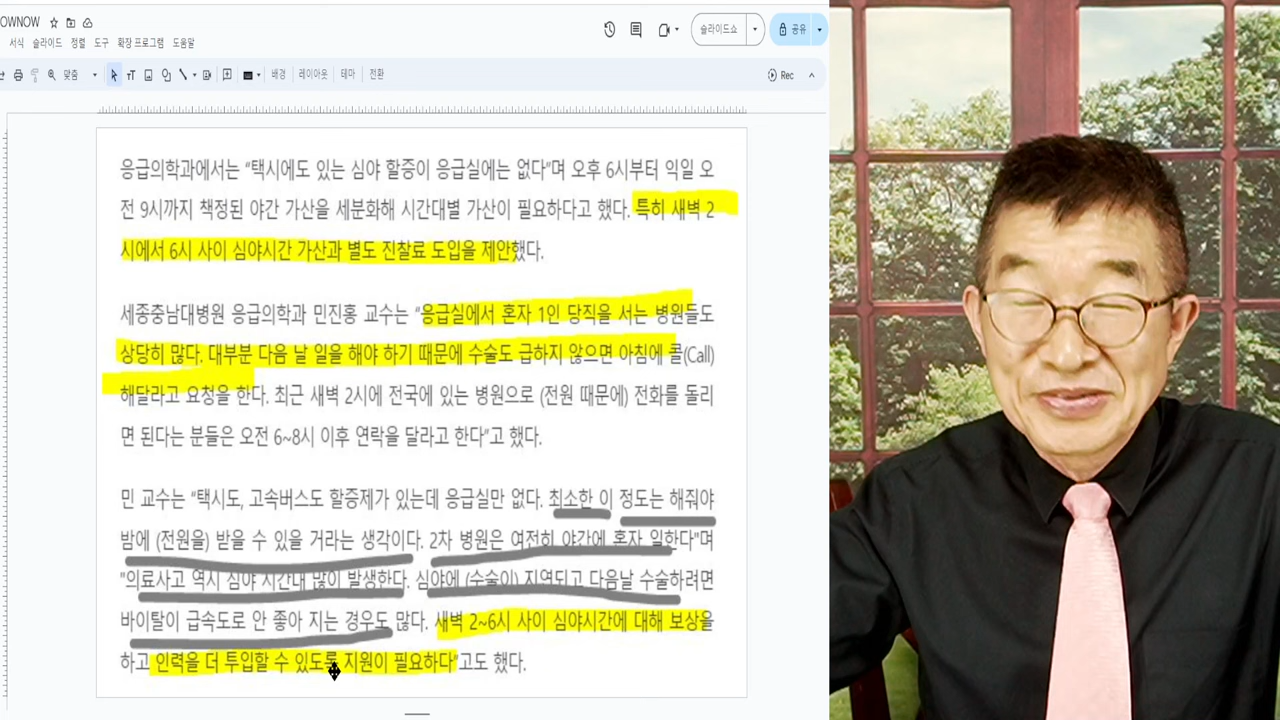 OWNOW
슬라이드쇼
공유
서식 슬라이드 정렬 도구 확장 프로그램 도움말
맞춤 배경 레이아웃 테마 전환 Rec
응급의학과에서는 “택시에도 있는 심야 할증이 응급실에는 없다”며 오후 6시부터 익일 오
전 9시까지 책정된 야간 가산을 세분화해 시간대별 가산이 필요하다고 했다. 특히 새벽 2
시에서 6시 사이 심야시간 가산과 별도 진찰료 도입을 제안했다.
세종충남대병원 응급의학과 민진홍 교수는 “응급실에서 혼자 1인 당직을 서는 병원들도
상당히 많다. 대부분 다음 날 일을 해야 하기 때문에 수술도 급하지 않으면 아침에 콜(Call)
해달라고 요청을 한다. 최근 새벽 2시에 전국에 있는 병원으로 (전원 때문에) 전화를 돌리
면 된다는 분들은 오전 6~8시 이후 연락을 달라고 한다”고 했다.
민 교수는 “택시도, 고속버스도 할증제가 있는데 응급실만 없다. 최소한 이 정도는 해줘야
밤에 (전원을) 받을 수 있을 거라는 생각이다. 2차 병원은 여전히 야간에 혼자 일한다”며
“의료사고 역시 심야 시간대 많이 발생한다. 심야에 (수술이) 지연되고 다음날 수술하려면
바이탈이 급속도로 안 좋아 지는 경우도 많다. 새벽 2~6시 사이 심야시간에 대해 보상을
하고 인력을 더 투입할 수 있도록 지원이 필요하다”고도 했다.